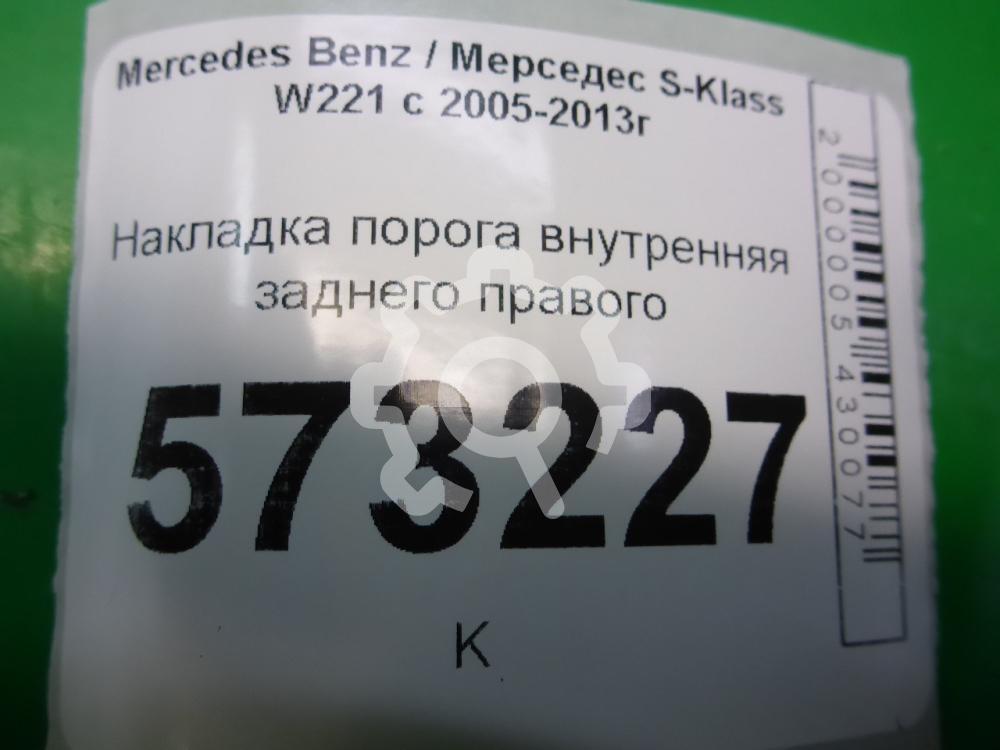 Mercedes Benz / Мерседес S-Klass
W221 с 2005-2013г
Накладка порога внутренняя
заднего правого
573227
К
2000005430077